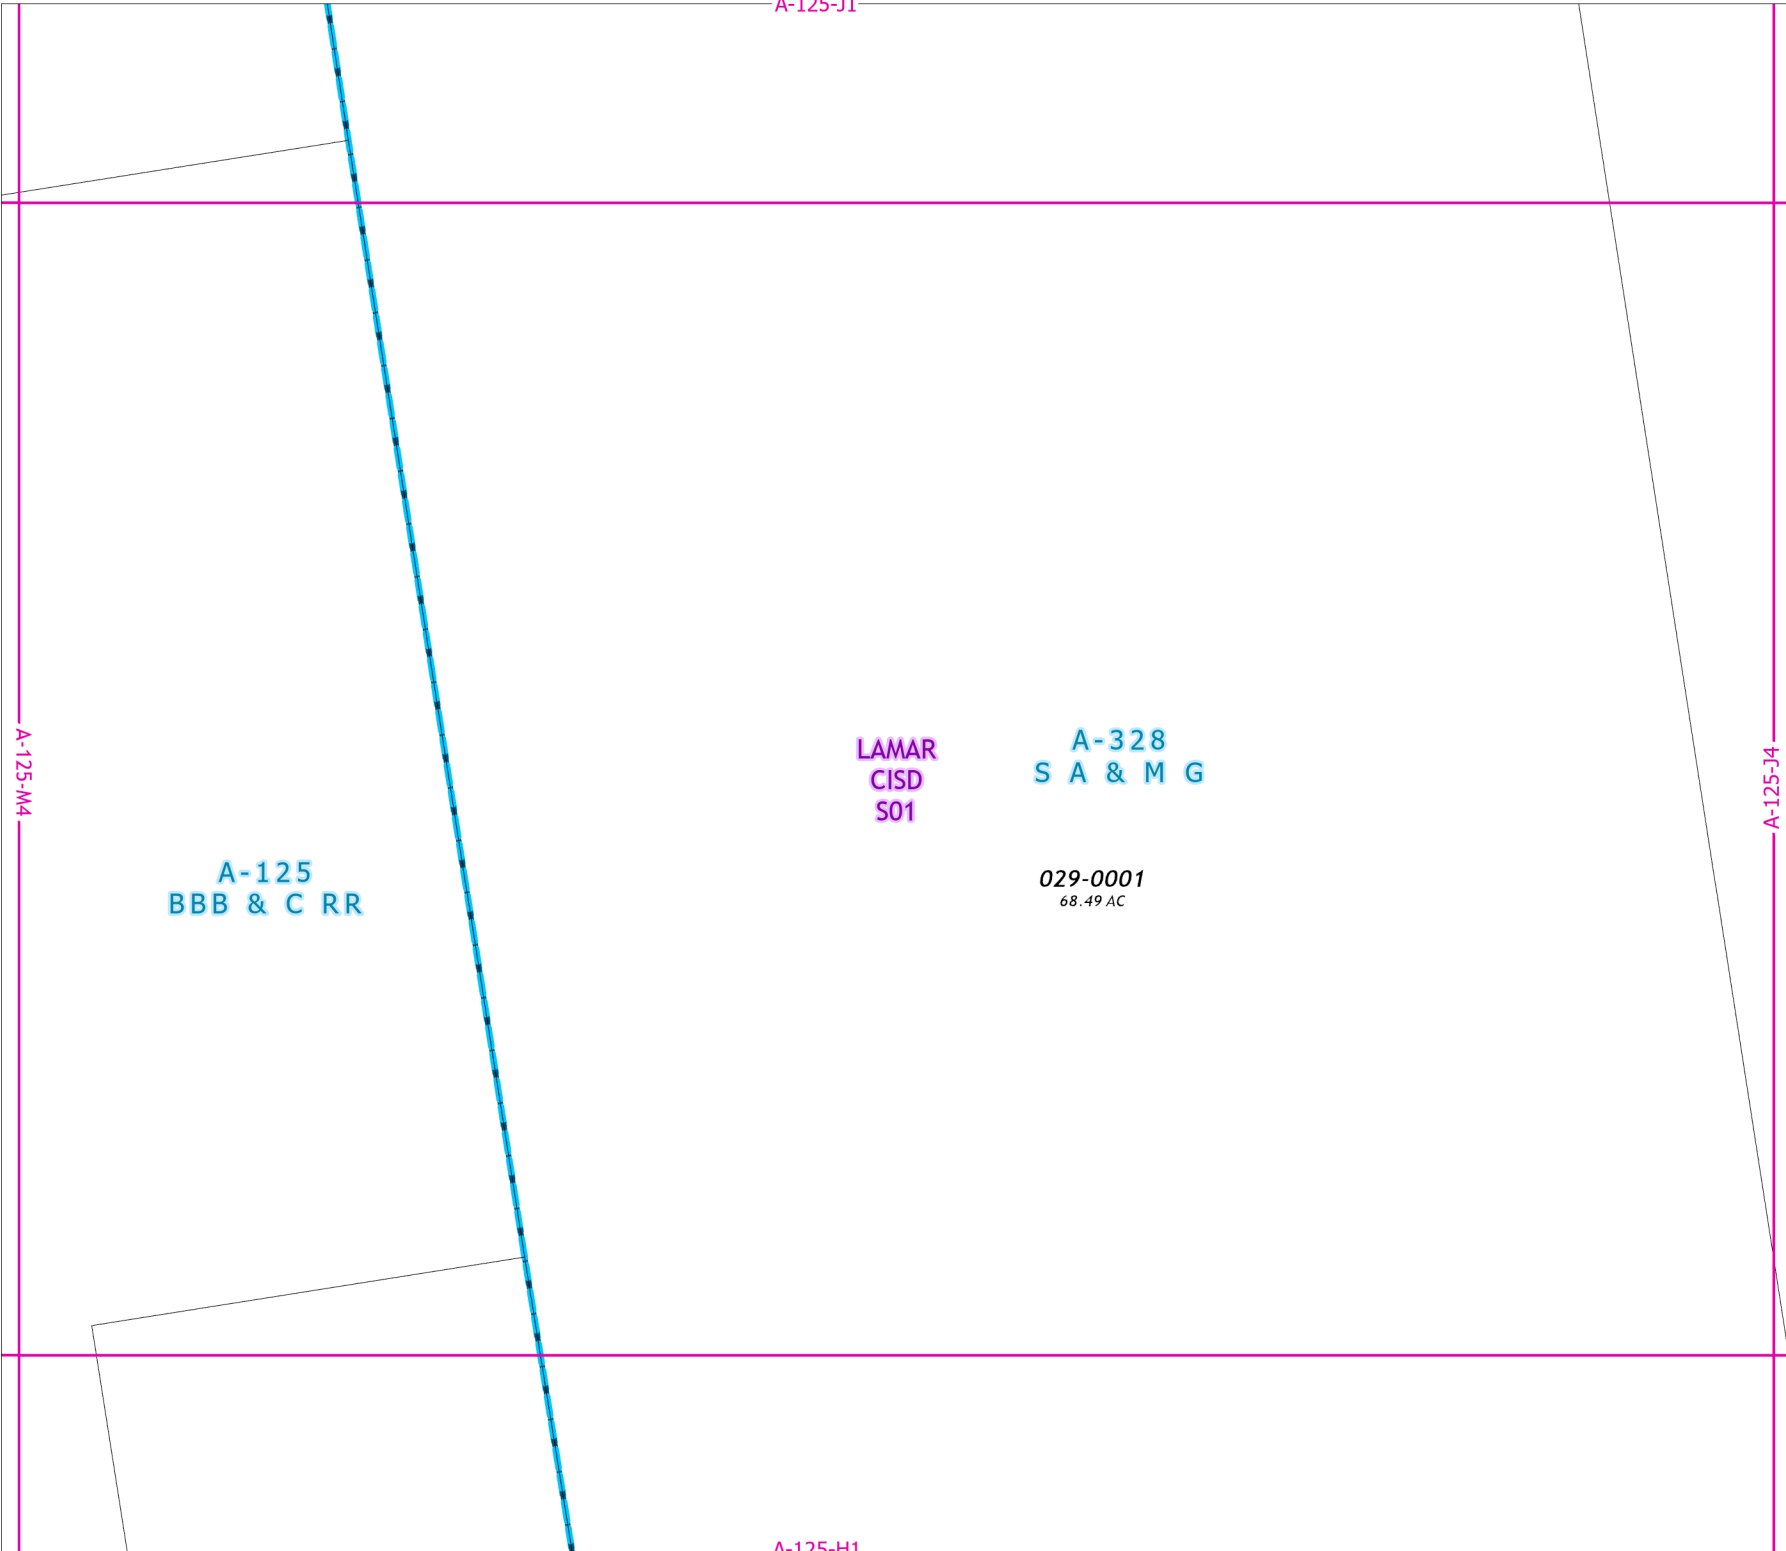 A-125-J1
A-125-M4
LAMAR
CISD
S01
A-328
S A & M G
A-125-J4
A-125
BBB & C RR
029-0001
68.49 AC
A-125-H1